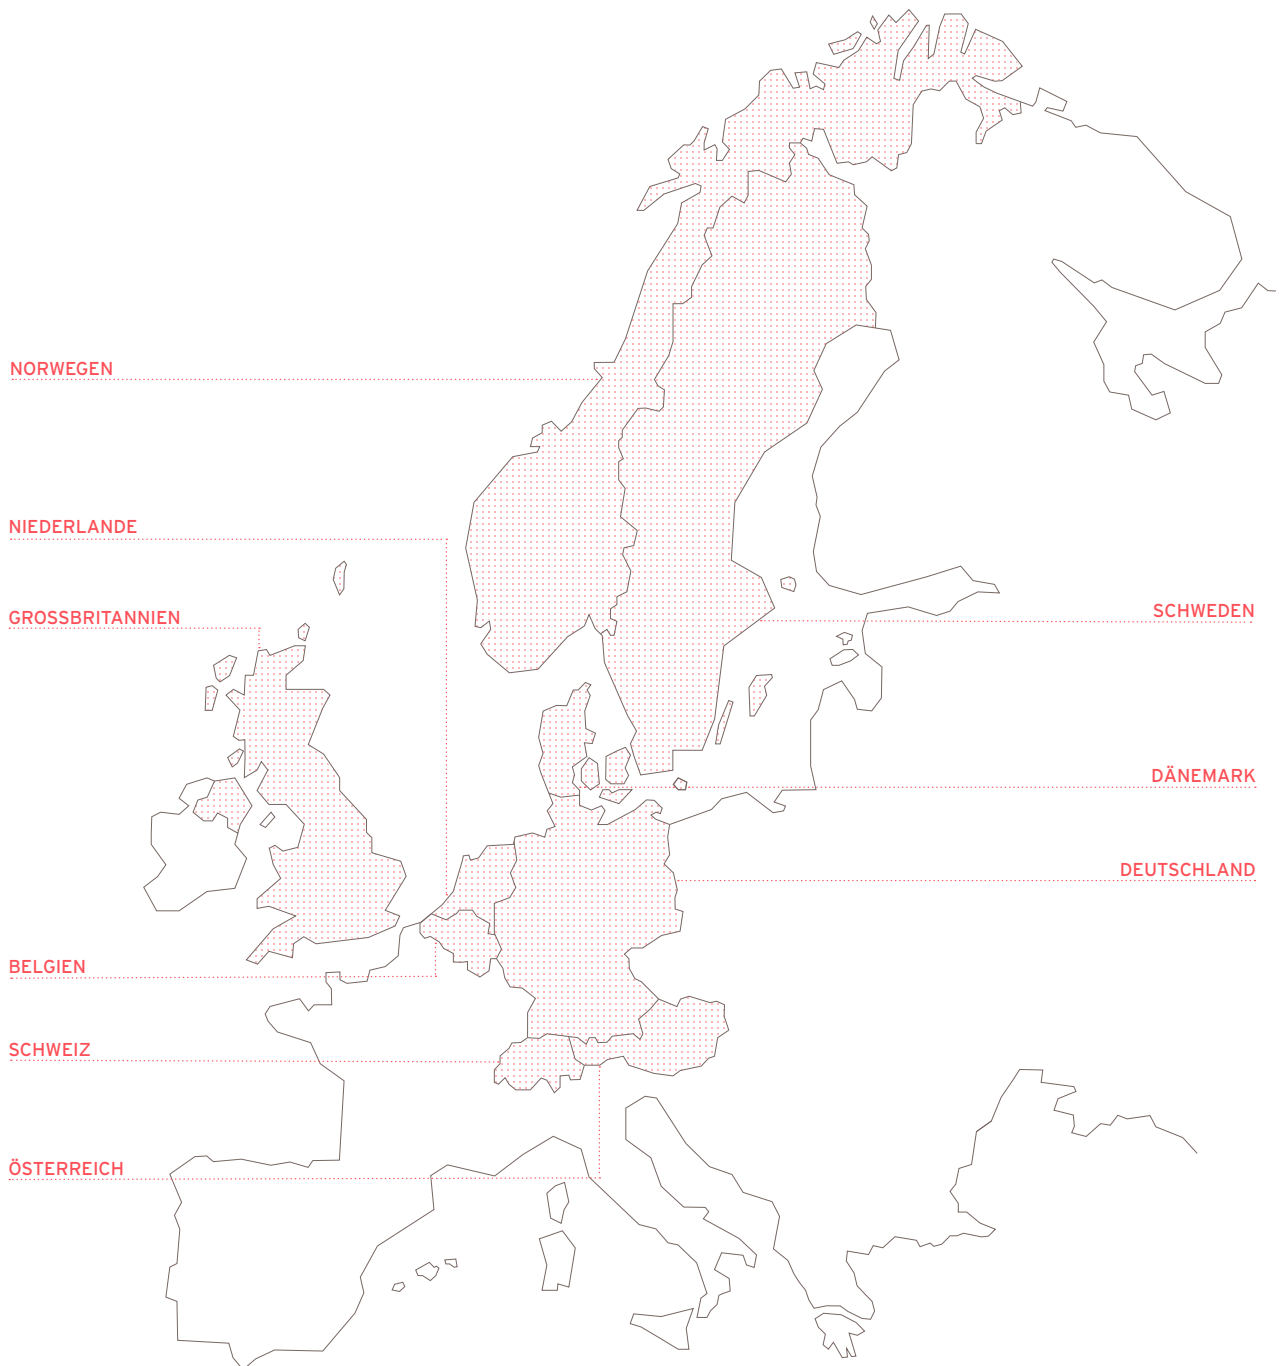 NORWEGEN
NIEDERLANDE
GROSSBRITANNIEN
SCHWEDEN
DÄNEMARK
DEUTSCHLAND
BELGIEN
SCHWEIZ
ÖSTERREICH